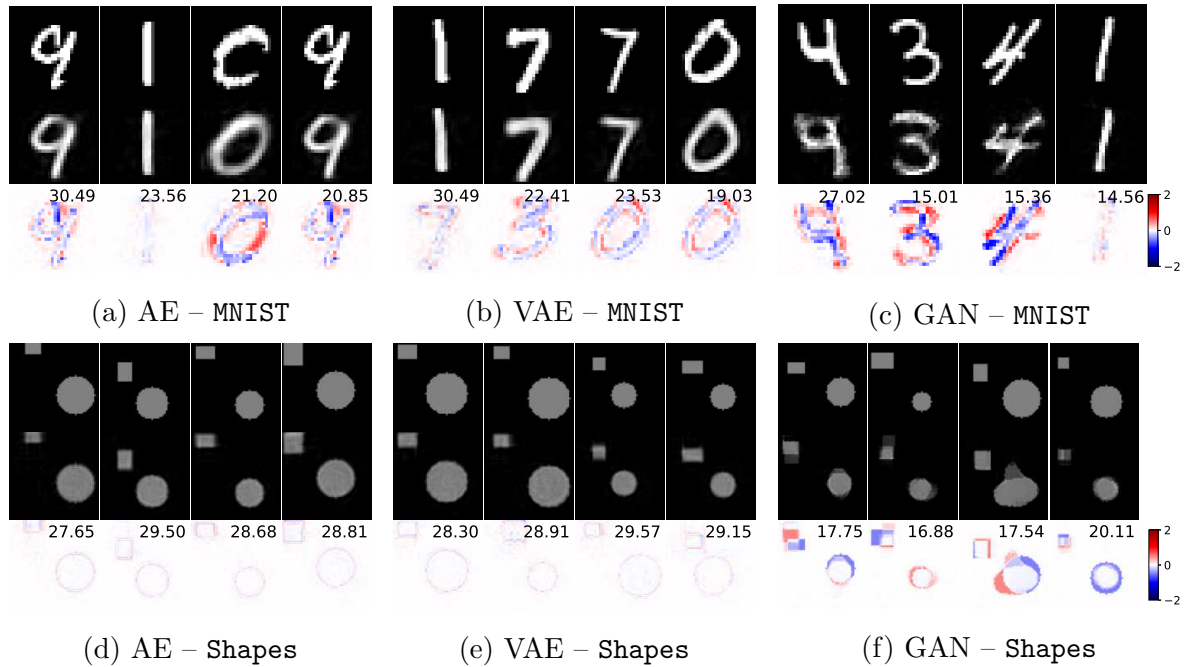 30.49 23.56 21.20 20.85
30.49 22.41 23.53 19.03
27.02 15.01 15.36 14.56
2
0
−2
(a) AE – MNIST
(b) VAE – MNIST
(c) GAN – MNIST
27.65 29.50 28.68 28.81
28.30 28.91 29.57 29.15
17.75 16.88 17.54 20.11
2
0
−2
(d) AE – Shapes
(e) VAE – Shapes
(f) GAN – Shapes